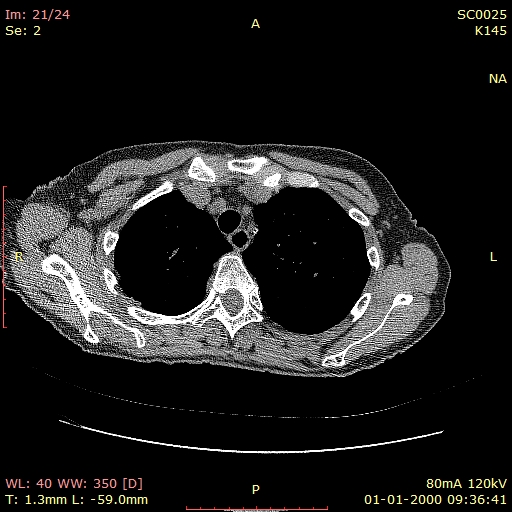 Im: 21/24
Se: 2
A
SC0025
K145
NA
R
L
WL: 40 WW: 350 [D]
T: 1.3mm L: -59.0mm
P
80mA 120kV
01-01-2000 09:36:41